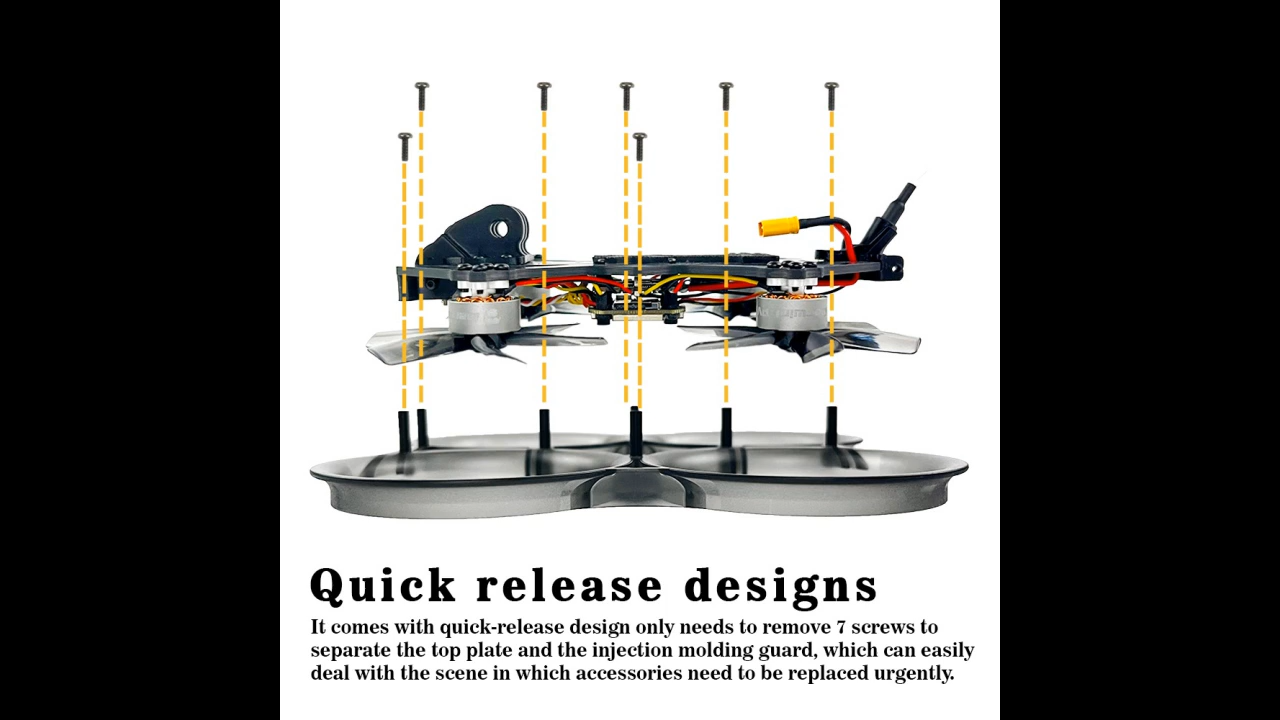 Quick release designs
It comes with quick-release design only needs to remove 7 screws to
separate the top plate and the injection molding guard, which can easily
deal with the scene in which accessories need to be replaced urgently.